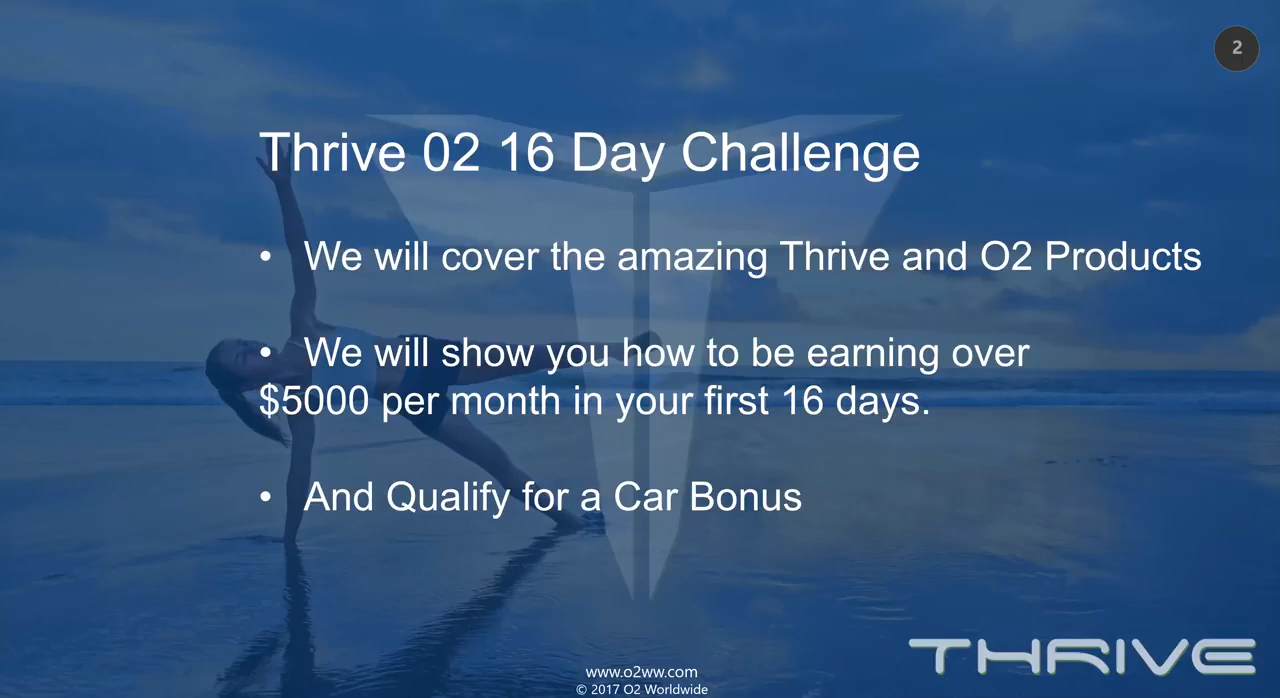 2
Thrive 02 16 Day Challenge
• We will cover the amazing Thrive and O2 Products
• We will show you how to be earning over
$5000 per month in your first 16 days.
• And Qualify for a Car Bonus
THRIVE
www.o2ww.com
© 2017 O2 Worldwide